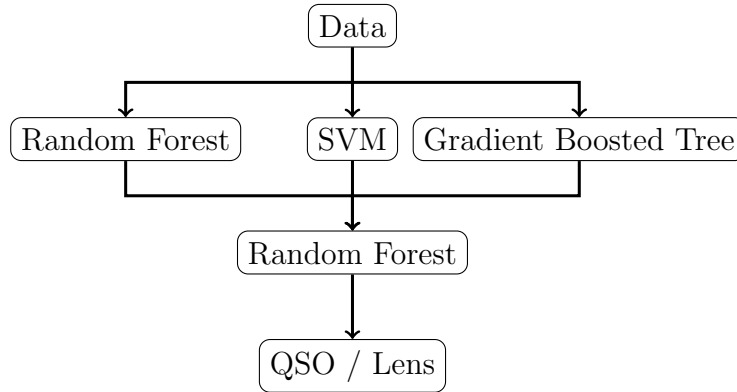 Data
Random Forest
SVM
Gradient Boosted Tree
Random Forest
QSO / Lens